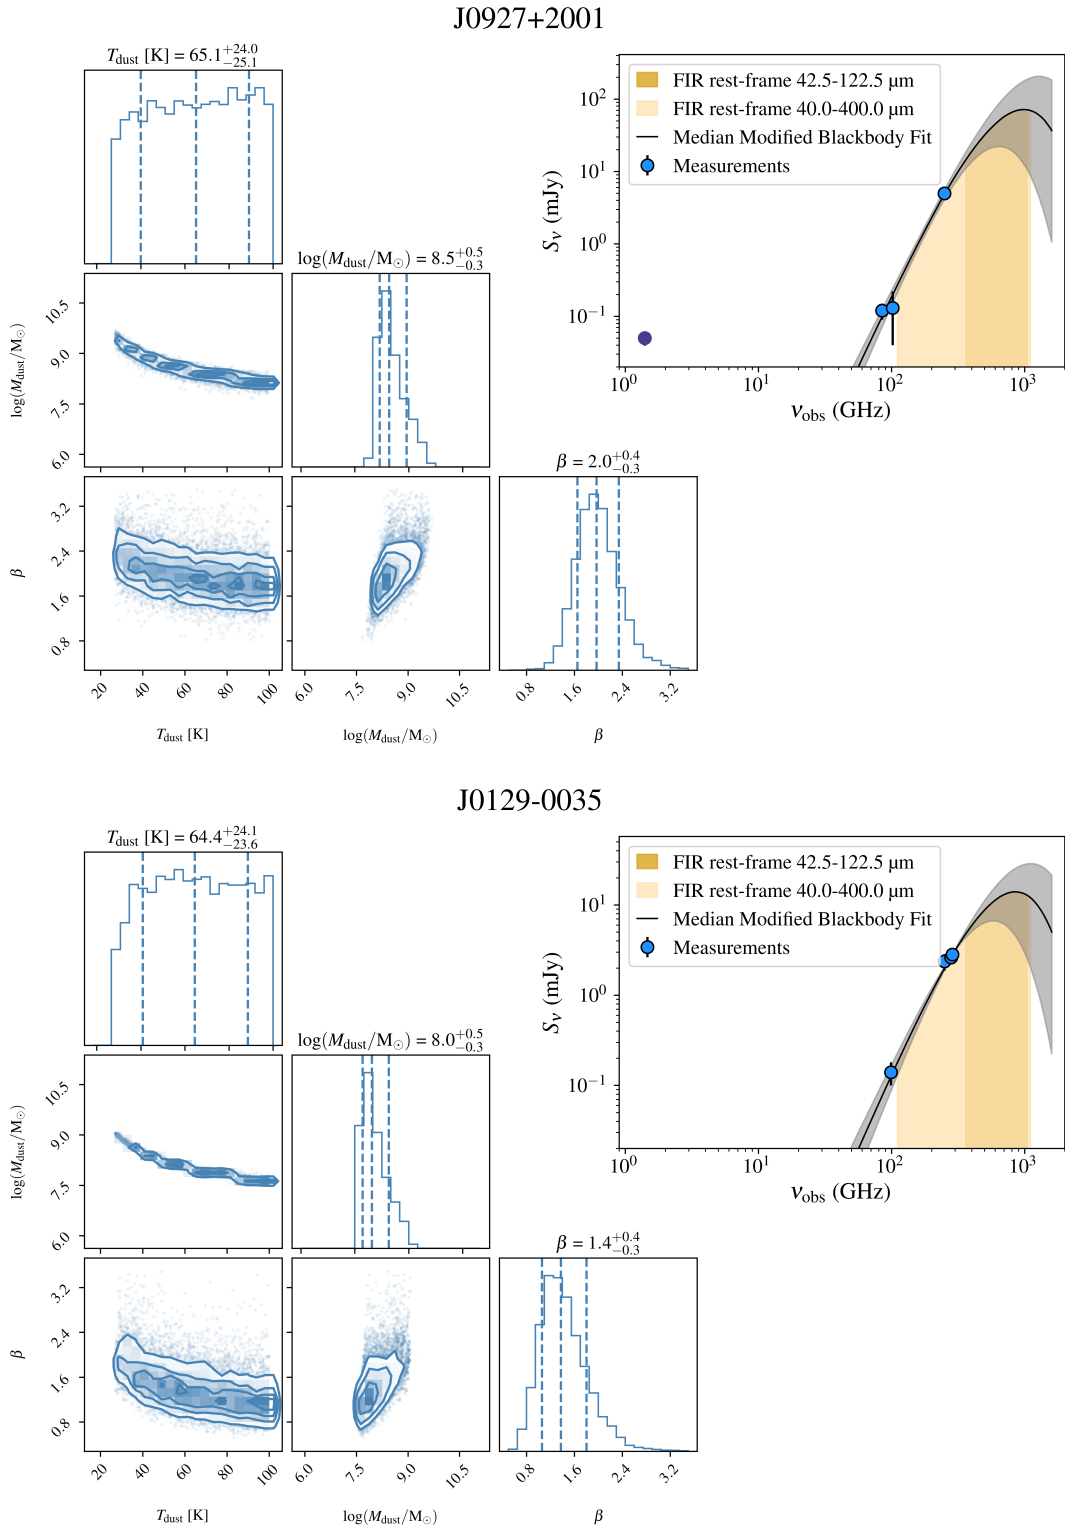 J0927+2001
T_dust [K] = 65.1^{+24.0}_{−25.1}
log(M_dust/M_⊙) = 8.5^{+0.5}_{−0.3}
β = 2.0^{+0.4}_{−0.3}
log(M_dust/M_⊙)
10.5
9.0
7.5
6.0
β
3.2
2.4
1.6
0.8
20 40 60 80 100
6.0 7.5 9.0 10.5
0.8 1.6 2.4 3.2
T_dust [K]
log(M_dust/M_⊙)
β
FIR rest-frame 42.5-122.5 μm
FIR rest-frame 40.0-400.0 μm
Median Modified Blackbody Fit
Measurements
S_ν (mJy)
10^2
10^1
10^0
10^{−1}
10^0 10^1 10^2 10^3
ν_obs (GHz)
J0129-0035
T_dust [K] = 64.4^{+24.1}_{−23.6}
log(M_dust/M_⊙) = 8.0^{+0.5}_{−0.3}
β = 1.4^{+0.4}_{−0.3}
log(M_dust/M_⊙)
10.5
9.0
7.5
6.0
β
3.2
2.4
1.6
0.8
20 40 60 80 100
6.0 7.5 9.0 10.5
0.8 1.6 2.4 3.2
T_dust [K]
log(M_dust/M_⊙)
β
FIR rest-frame 42.5-122.5 μm
FIR rest-frame 40.0-400.0 μm
Median Modified Blackbody Fit
Measurements
S_ν (mJy)
10^1
10^0
10^{−1}
10^0 10^1 10^2 10^3
ν_obs (GHz)